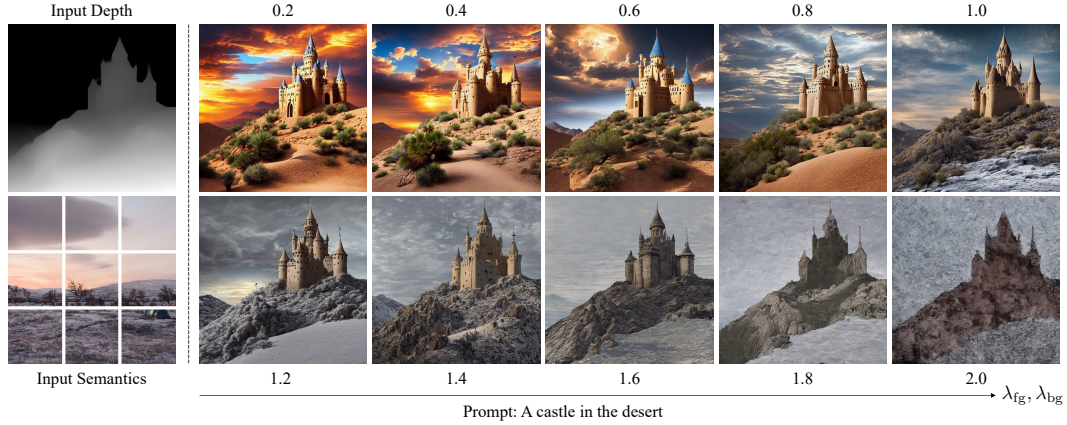 Input Depth
0.2 0.4 0.6 0.8 1.0
Input Semantics
1.2 1.4 1.6 1.8 2.0
λfg, λbg
Prompt: A castle in the desert